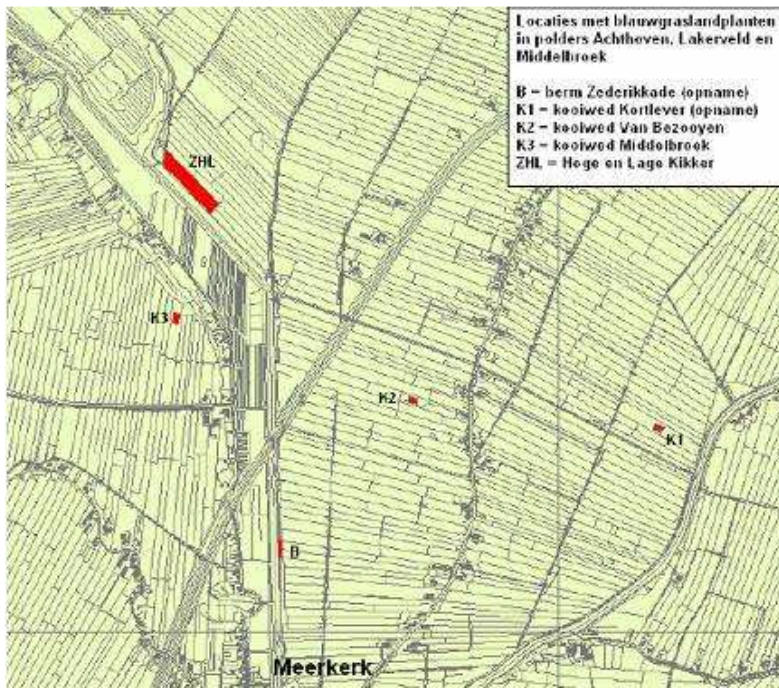 Locaties met blauwgraslandplanten
in polders Achthoven, Lakerveld en
Middelbroek
B = berm Zederikkade (opname)
K1 = kooiwed Kortlever (opname)
K2 = kooiwed Van Bezooyen
K3 = kooiwed Middelbroek
ZHL = Hoge en Lage Kikker
ZHL
K3
K2
K1
B
Meerkerk